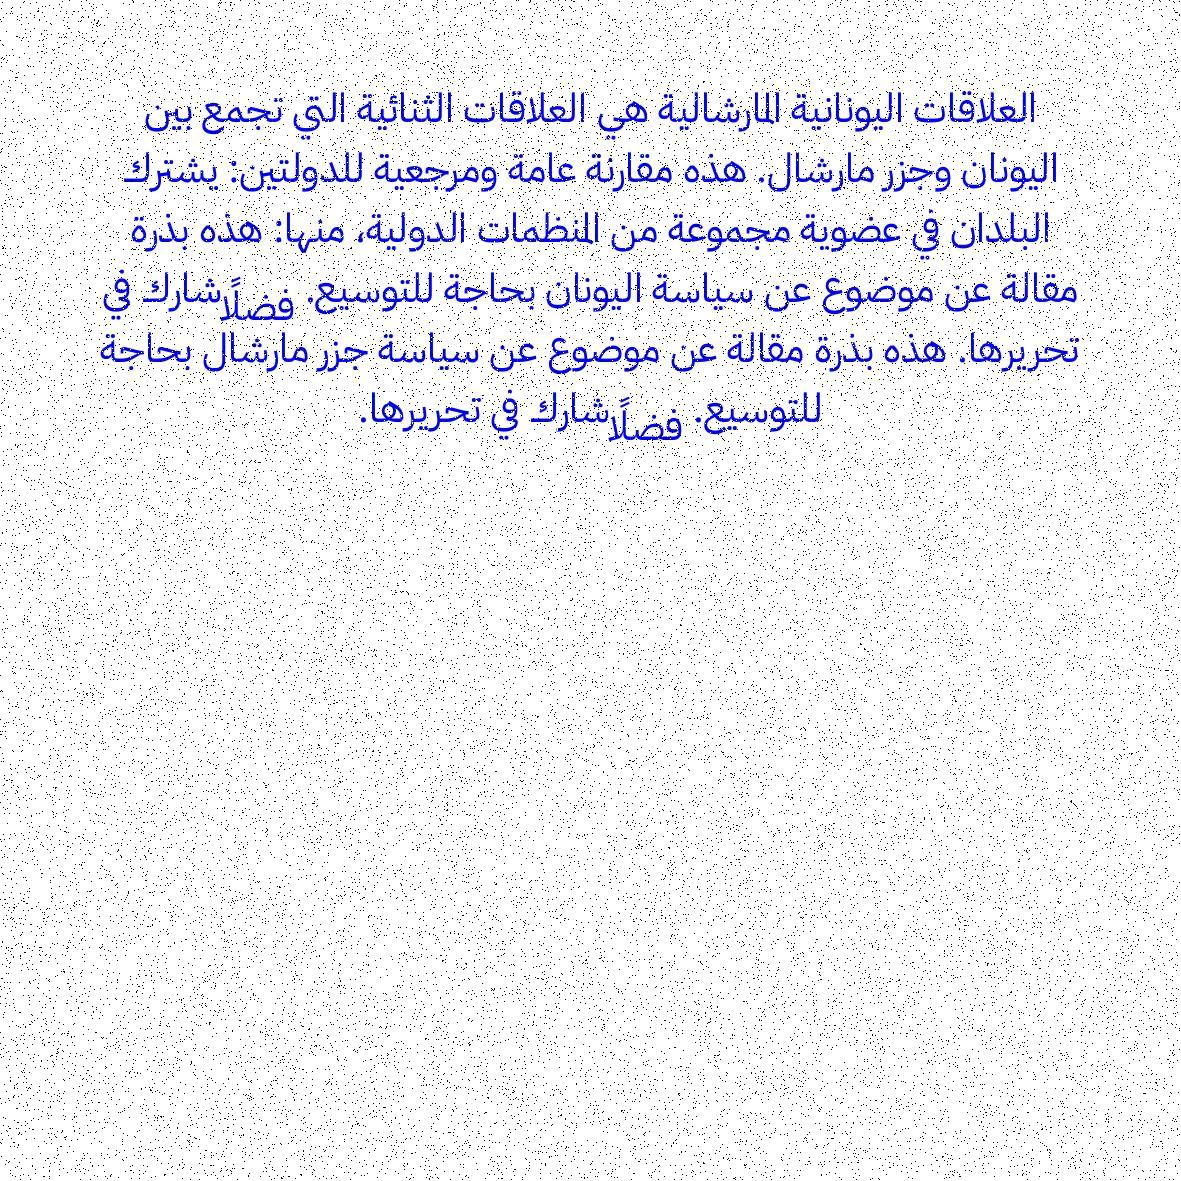 العلاقات اليونانية المارشالية هي العلاقات الثنائية التي تجمع بين
اليونان وجزر مارشال. هذه مقارنة عامة ومرجعية للدولتين: يشترك
البلدان في عضوية مجموعة من المنظمات الدولية، منها: هذه بذرة
مقالة عن موضوع عن سياسة اليونان بحاجة للتوسيع. فضلًا شارك في
تحريرها. هذه بذرة مقالة عن موضوع عن سياسة جزر مارشال بحاجة
للتوسيع. فضلًا شارك في تحريرها.